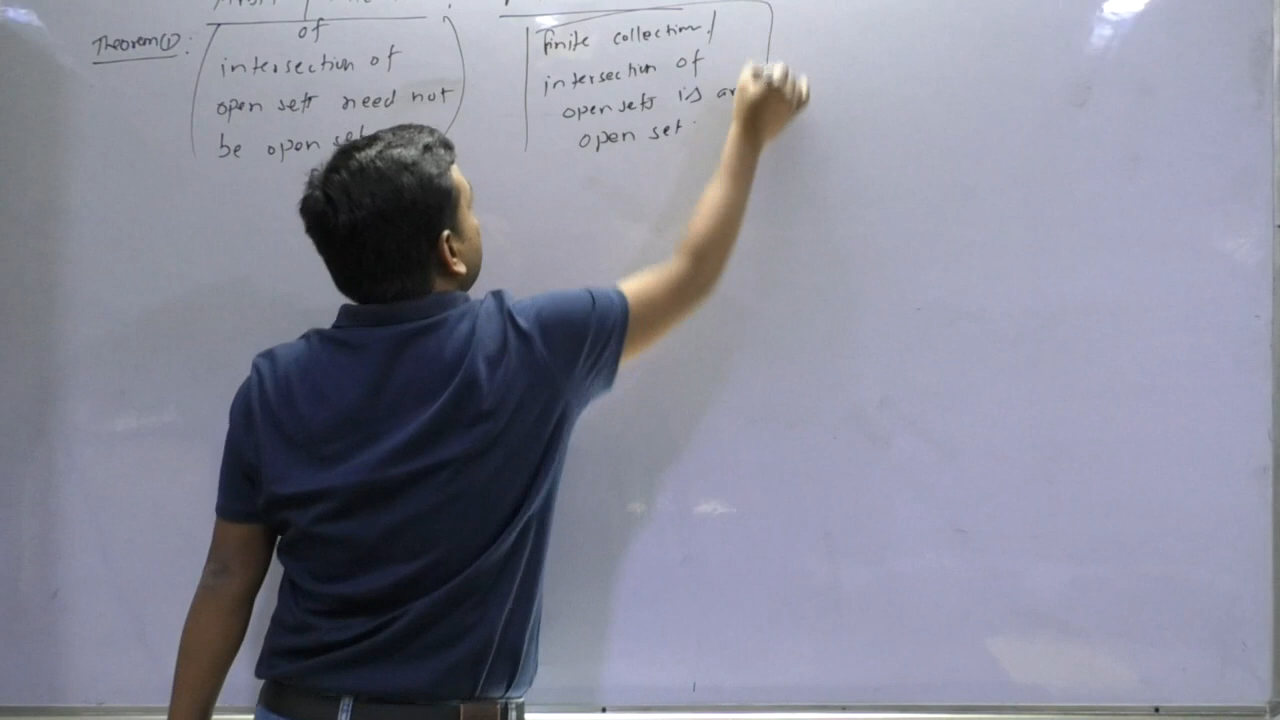 Theorem(1):
of
intersection of
open sets need not
be open set
Finite collection /
intersection of
open sets is an
open set.